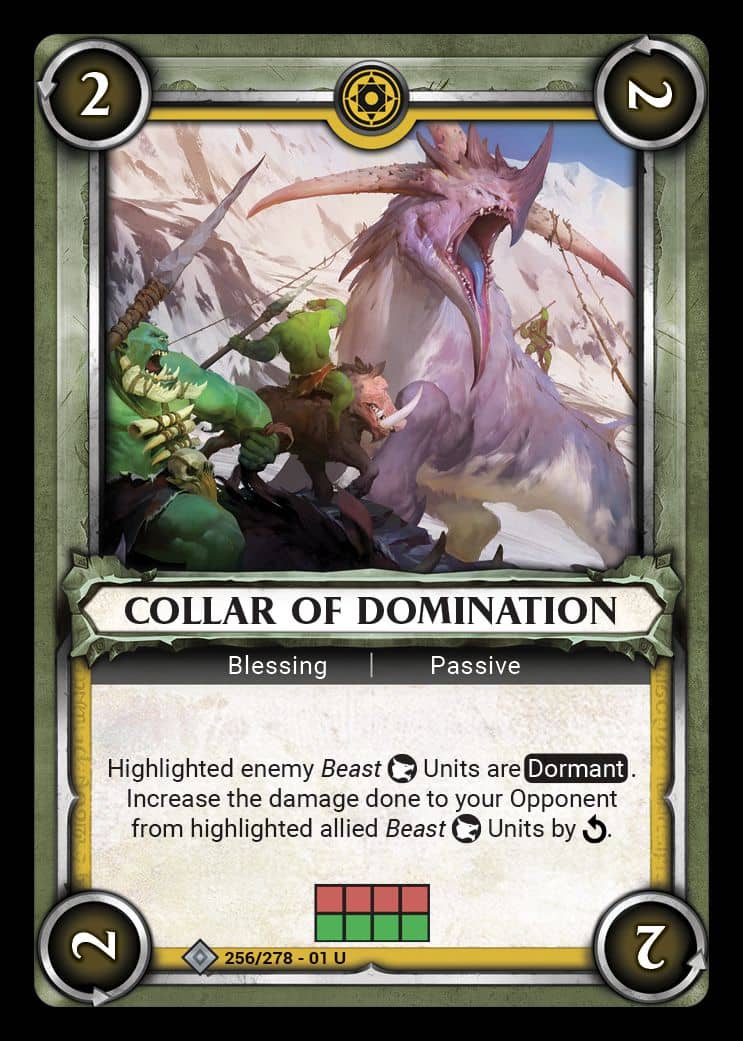 2
2
COLLAR OF DOMINATION
Blessing | Passive
Highlighted enemy Beast Units are Dormant.
Increase the damage done to your Opponent
from highlighted allied Beast Units by .
2
256/278 - 01 U
2